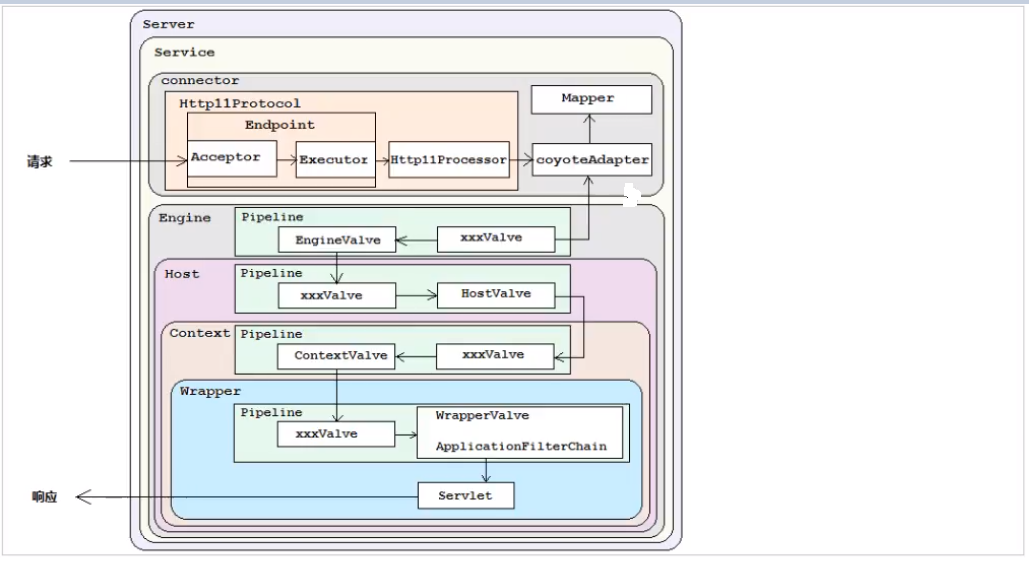 Server
Service
connector
Http11Protocol
Mapper
Endpoint
请求
Acceptor
Executor
Http11Processor
coyoteAdapter
Engine
Pipeline
EngineValve
xxxValve
Host
Pipeline
xxxValve
HostValve
Context
Pipeline
ContextValve
xxxValve
Wrapper
Pipeline
WrapperValve
xxxValve
ApplicationFilterChain
响应
Servlet